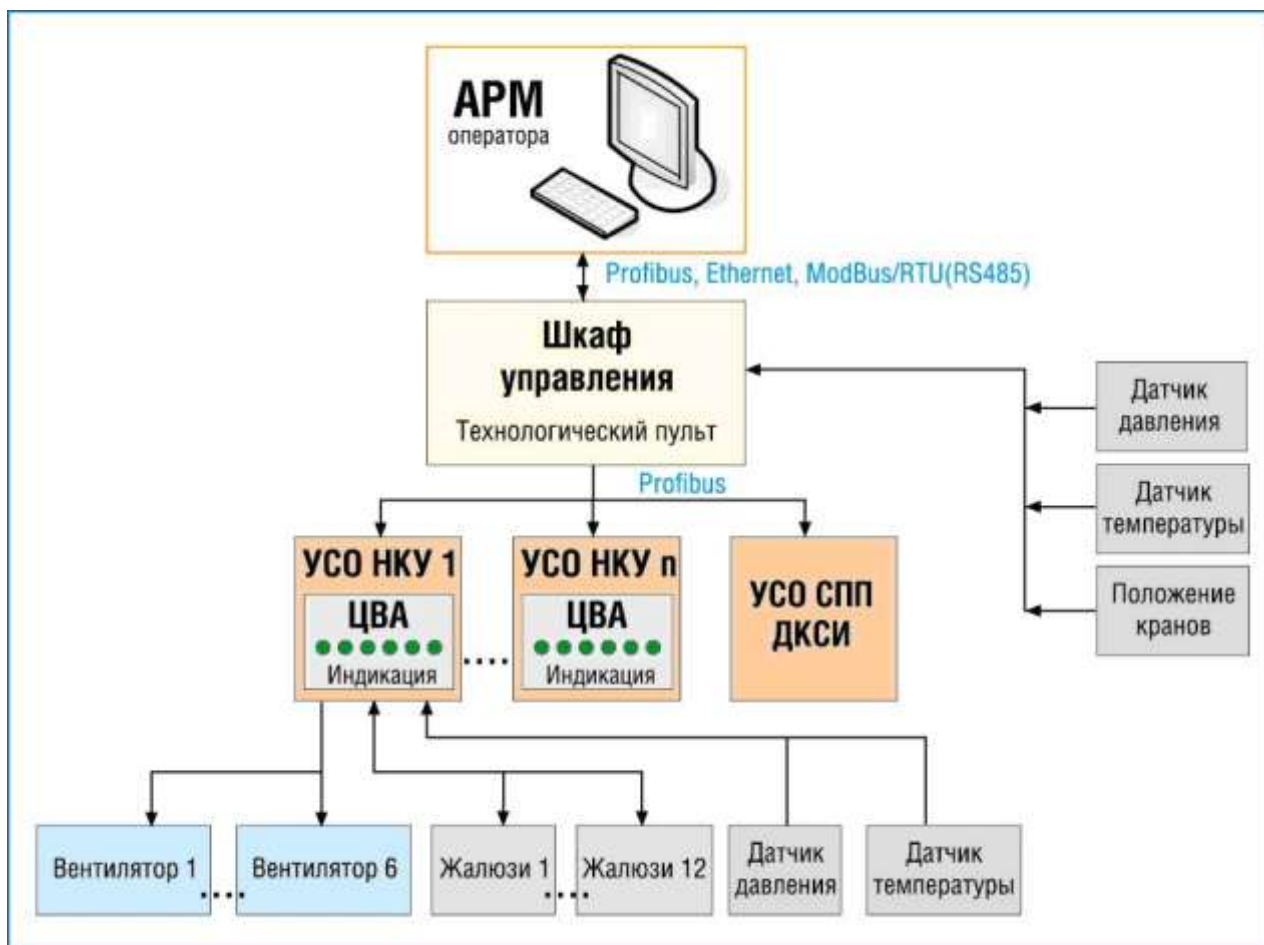 АРМ
оператора
Profibus, Ethernet, ModBus/RTU(RS485)
Шкаф
управления
Технологический пульт
Датчик
давления
Датчик
температуры
Положение
кранов
Profibus
УСО НКУ 1
ЦВА
Индикация
....
УСО НКУ n
ЦВА
Индикация
УСО СПП
ДКСИ
Вентилятор 1
....
Вентилятор 6
Жалюзи 1
....
Жалюзи 12
Датчик
давления
Датчик
температуры